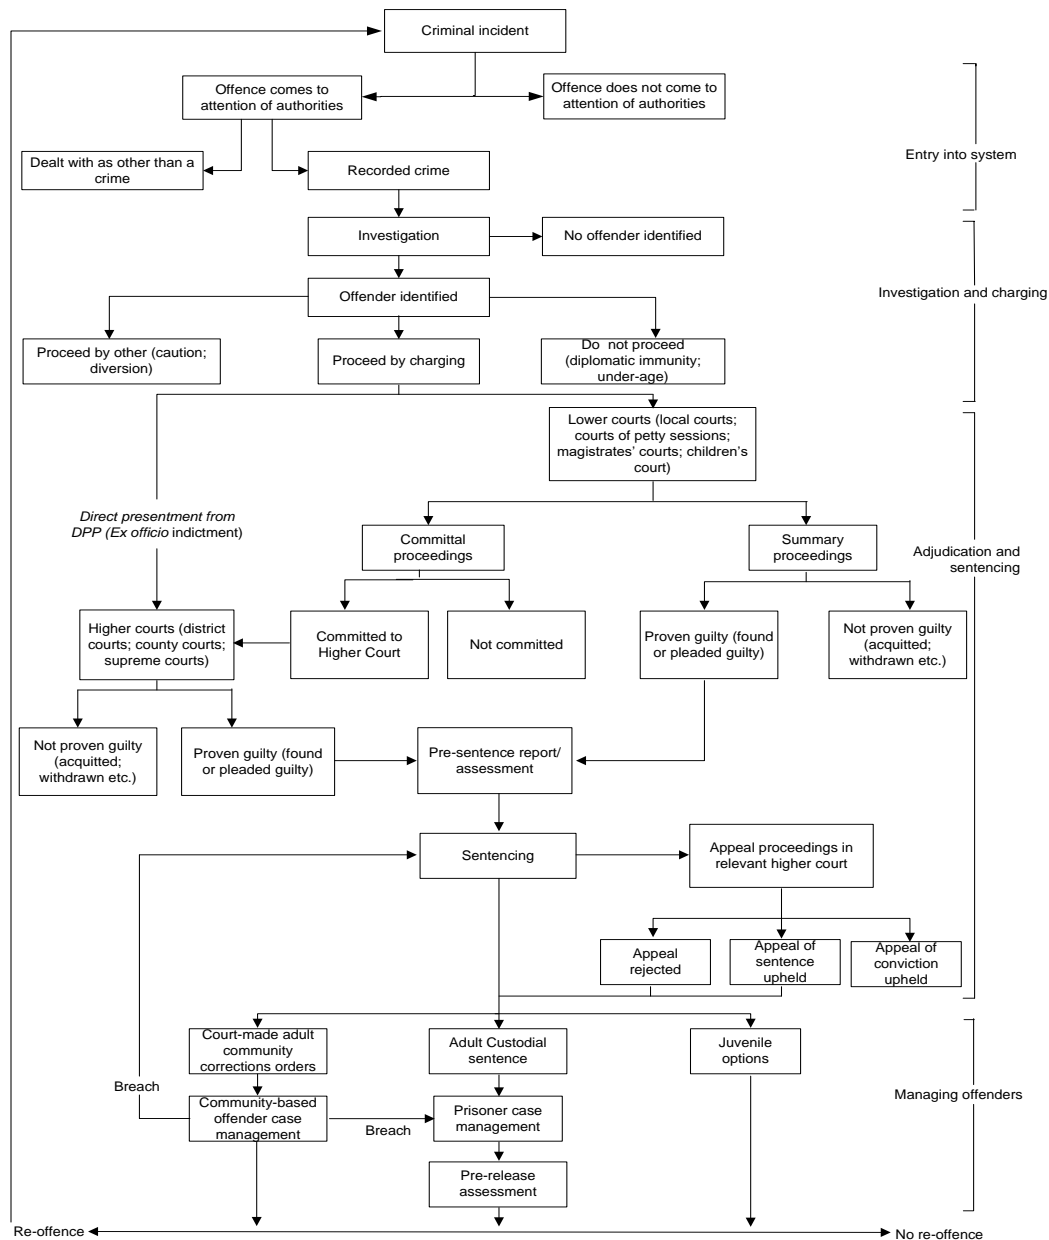 Criminal incident
Offence comes to
attention of authorities
Offence does not come to
attention of authorities
Entry into system
Dealt with as other than a
crime
Recorded crime
Investigation
No offender identified
Investigation and charging
Offender identified
Proceed by other (caution;
diversion)
Proceed by charging
Do not proceed
(diplomatic immunity;
under-age)
Lower courts (local courts;
courts of petty sessions;
magistrates' courts; children's
court)
Direct presentment from
DPP (Ex officio indictment)
Committal
proceedings
Summary
proceedings
Adjudication and
sentencing
Higher courts (district
courts; county courts;
supreme courts)
Committed to
Higher Court
Not committed
Proven guilty (found
or pleaded guilty)
Not proven guilty
(acquitted;
withdrawn etc.)
Not proven guilty
(acquitted;
withdrawn etc.)
Proven guilty (found
or pleaded guilty)
Pre-sentence report/
assessment
Sentencing
Appeal proceedings in
relevant higher court
Appeal
rejected
Appeal of
sentence
upheld
Appeal of
conviction
upheld
Court-made adult
community
corrections orders
Adult Custodial
sentence
Juvenile
options
Breach
Managing offenders
Community-based
offender case
management
Breach
Prisoner case
management
Pre-release
assessment
Re-offence
No re-offence